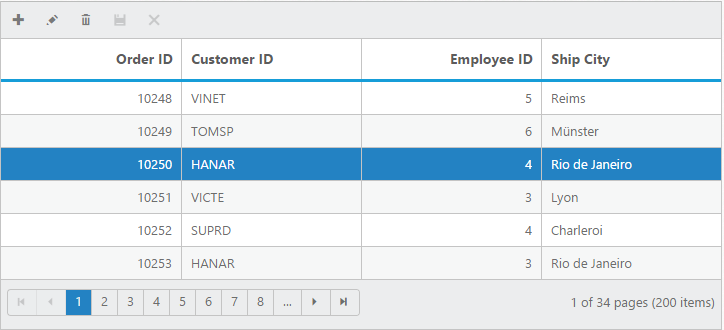 Order ID Customer ID Employee ID Ship City
10248 VINET 5 Reims
10249 TOMSP 6 Münster
10250 HANAR 4 Rio de Janeiro
10251 VICTE 3 Lyon
10252 SUPRD 4 Charleroi
10253 HANAR 3 Rio de Janeiro
1 2 3 4 5 6 7 8 ... 1 of 34 pages (200 items)